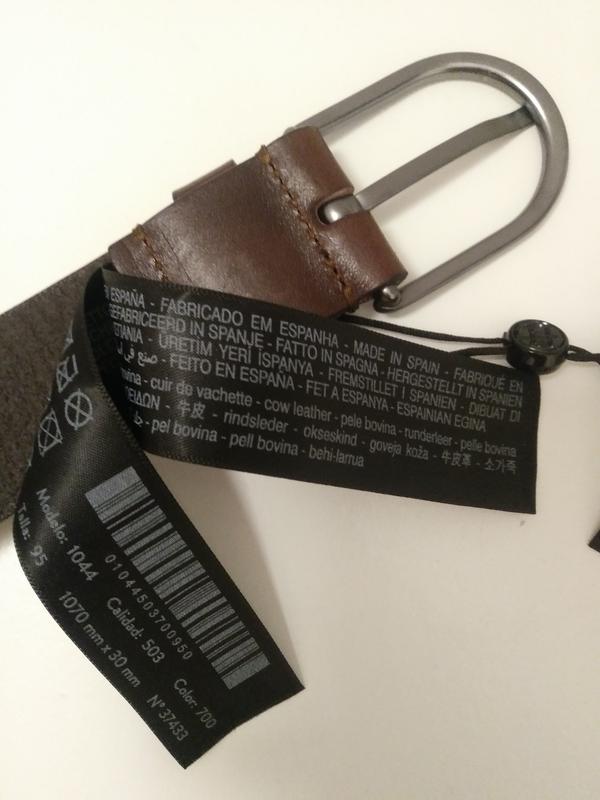 ESPAÑA - FABRICADO EM ESPANHA - MADE IN SPAIN - FABRIQUÉ EN
GEFABRICEERD IN SPANJE - FATTO IN SPAGNA - HERGESTELLT IN SPANIEN
ÜRETIM YERİ İSPANYA - FREMSTILLET I SPANIEN - DIBUAT DI
صنع في - FEITO EN ESPAÑA - FET A ESPANYA - ESPAINIAN EGINA
cuir de vachette - cow leather - pele bovina - runderleer - pelle bovina
牛皮 - rindsleder - okseskind - goveja koža - 牛皮革 - 소가죽
pel bovina - pell bovina - behi-larrua
01044503700950
Modelo: 1044 Calidad: 503 Color: 700
Talla: 95 1070 mm x 30 mm Nº 37433